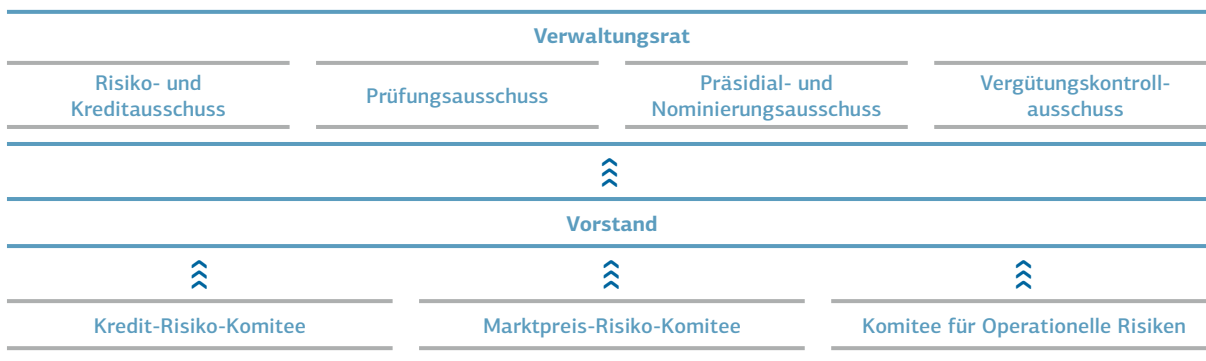 Verwaltungsrat
Risiko- und
Kreditausschuss
Prüfungsausschuss
Präsidial- und
Nominierungsausschuss
Vergütungskontroll-
ausschuss
Vorstand
Kredit-Risiko-Komitee
Marktpreis-Risiko-Komitee
Komitee für Operationelle Risiken